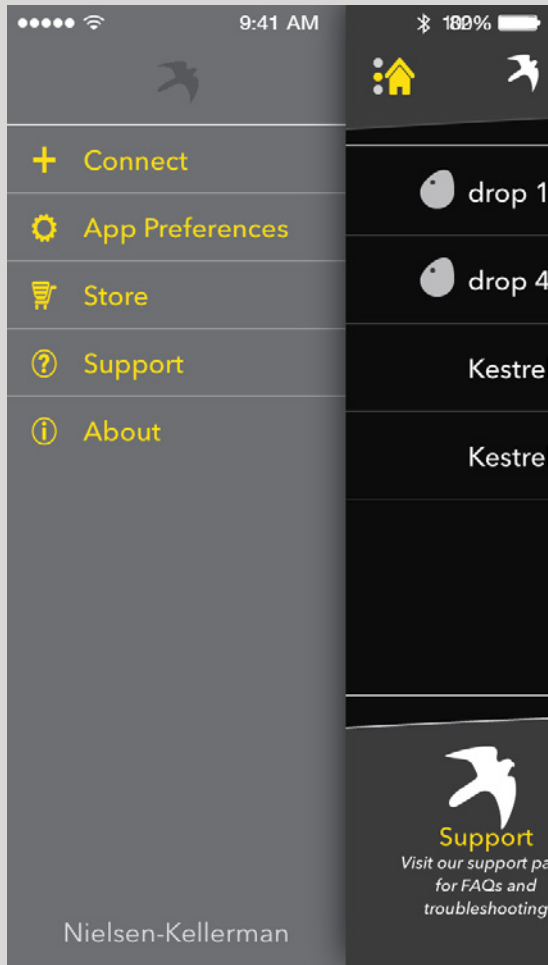 9:41 AM
Connect
App Preferences
Store
Support
About
Nielsen-Kellerman
drop 1
drop 4
Kestre
Kestre
Support
Visit our support pa
for FAQs and
troubleshooting